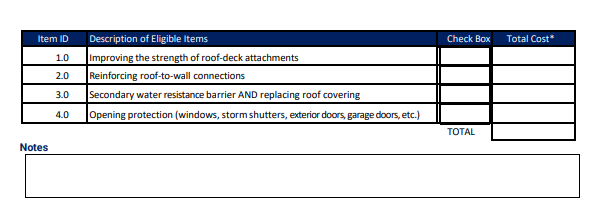 Item ID Description of Eligible Items Check Box Total Cost*
1.0 Improving the strength of roof-deck attachments
2.0 Reinforcing roof-to-wall connections
3.0 Secondary water resistance barrier AND replacing roof covering
4.0 Opening protection (windows, storm shutters, exterior doors, garage doors, etc.)
TOTAL
Notes